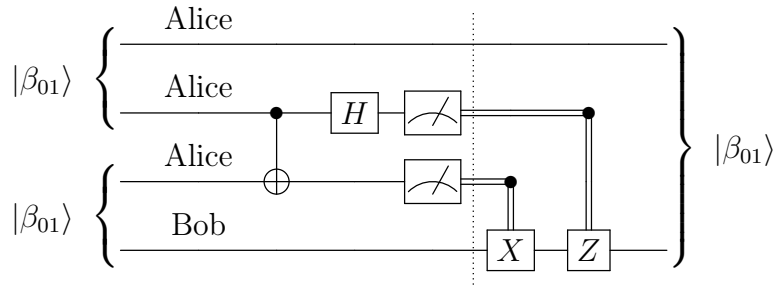 Alice
|β₀₁⟩
Alice
H
|β₀₁⟩
Alice
|β₀₁⟩
Bob
X
Z